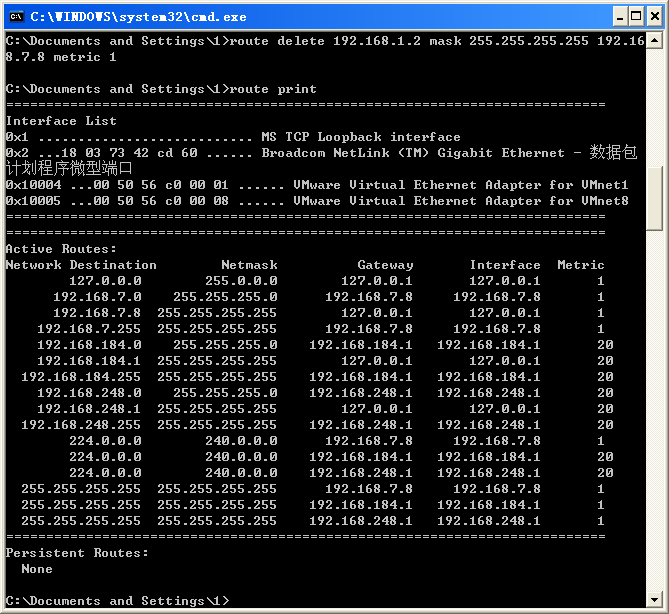 C:\WINDOWS\system32\cmd.exe
C:\Documents and Settings\1>route delete 192.168.1.2 mask 255.255.255.255 192.16
8.7.8 metric 1
C:\Documents and Settings\1>route print
===========================================================================
Interface List
0x1 ........................... MS TCP Loopback interface
0x2 ...18 03 73 42 cd 60 ...... Broadcom NetLink (TM) Gigabit Ethernet - 数据包
计划程序微型端口
0x10004 ...00 50 56 c0 00 01 ...... VMware Virtual Ethernet Adapter for VMnet1
0x10005 ...00 50 56 c0 00 08 ...... VMware Virtual Ethernet Adapter for VMnet8
===========================================================================
===========================================================================
Active Routes:
Network Destination        Netmask          Gateway       Interface  Metric
        127.0.0.0        255.0.0.0        127.0.0.1       127.0.0.1       1
      192.168.7.0    255.255.255.0      192.168.7.8     192.168.7.8       1
      192.168.7.8  255.255.255.255        127.0.0.1       127.0.0.1       1
    192.168.7.255  255.255.255.255      192.168.7.8     192.168.7.8       1
    192.168.184.0    255.255.255.0    192.168.184.1   192.168.184.1       20
    192.168.184.1  255.255.255.255        127.0.0.1       127.0.0.1       20
  192.168.184.255  255.255.255.255    192.168.184.1   192.168.184.1       20
    192.168.248.0    255.255.255.0    192.168.248.1   192.168.248.1       20
    192.168.248.1  255.255.255.255        127.0.0.1       127.0.0.1       20
  192.168.248.255  255.255.255.255    192.168.248.1   192.168.248.1       20
        224.0.0.0        240.0.0.0      192.168.7.8     192.168.7.8       1
        224.0.0.0        240.0.0.0    192.168.184.1   192.168.184.1       20
        224.0.0.0        240.0.0.0    192.168.248.1   192.168.248.1       20
  255.255.255.255  255.255.255.255      192.168.7.8     192.168.7.8       1
  255.255.255.255  255.255.255.255    192.168.184.1   192.168.184.1       1
  255.255.255.255  255.255.255.255    192.168.248.1   192.168.248.1       1
===========================================================================
Persistent Routes:
  None
C:\Documents and Settings\1>